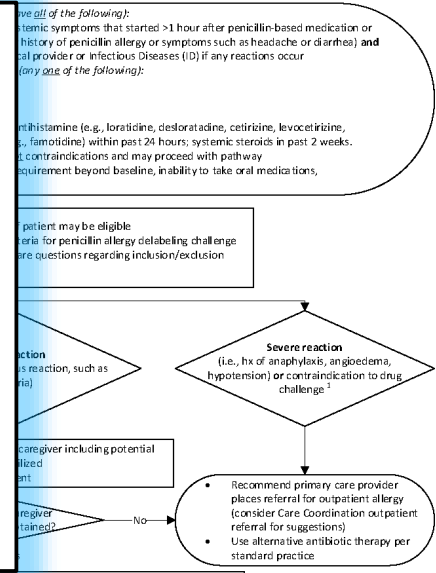 ave all of the following):
temic symptoms that started >1 hour after penicillin-based medication or
history of penicillin allergy or symptoms such as headache or diarrhea) and
cal provider or Infectious Diseases (ID) if any reactions occur
(any one of the following):
ntihistamine (e.g., loratidine, desloratadine, cetirizine, levocetirizine,
g., famotidine) within past 24 hours; systemic steroids in past 2 weeks.
contraindications and may proceed with pathway
equirement beyond baseline, inability to take oral medications,
f patient may be eligible
teria for penicillin allergy delabeling challenge
are questions regarding inclusion/exclusion
ction
us reaction, such as
ria)
Severe reaction
(i.e., hx of anaphylaxis, angioedema,
hypotension) or contraindication to drug
challenge 1
caregiver including potential
ilized
ent
regiver
tained?
No
• Recommend primary care provider
places referral for outpatient allergy
(consider Care Coordination outpatient
referral for suggestions)
• Use alternative antibiotic therapy per
standard practice